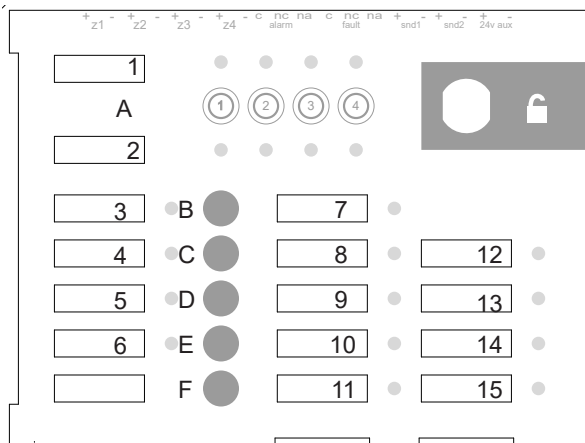 + - + - + - + - c nc na c nc na + - + - + -
z1 z2 z3 z4 alarm fault snd1 snd2 24v aux
1
A
1 2 3 4
2
3 B 7
4 C 8 12
5 D 9 13
6 E 10 14
F 11 15